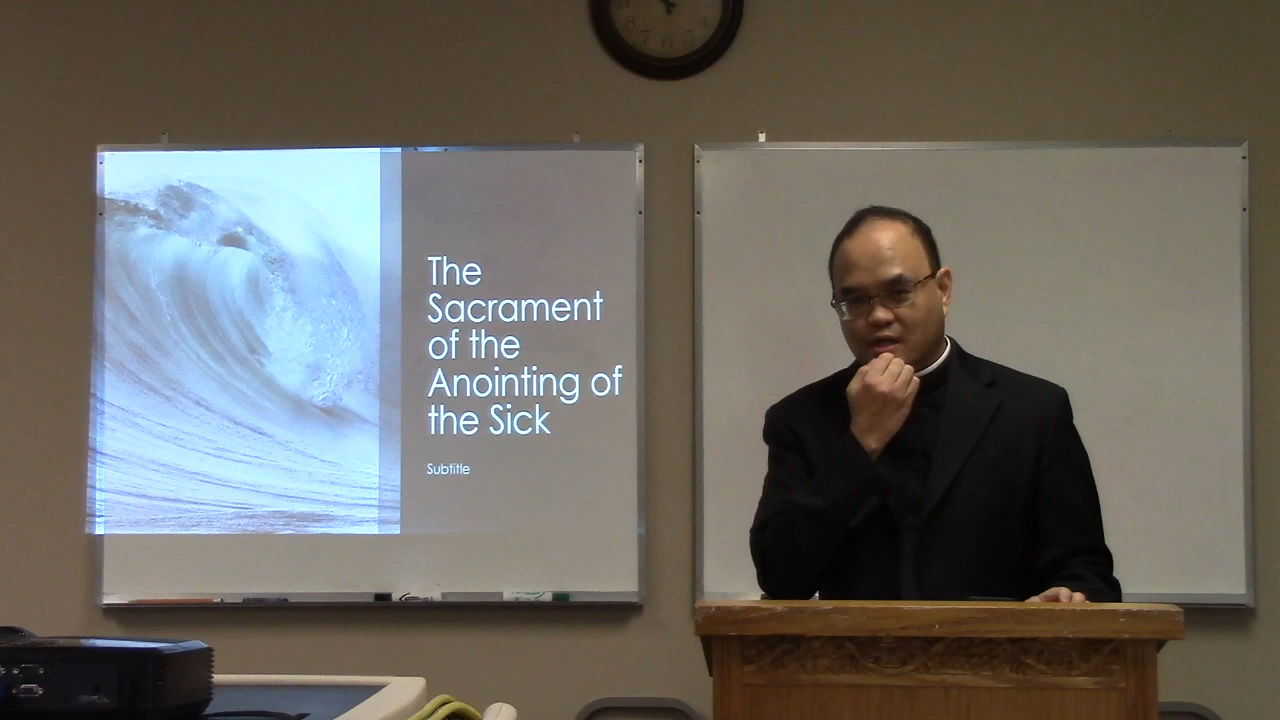 The
Sacrament
of the
Anointing of
the Sick
Subtitle